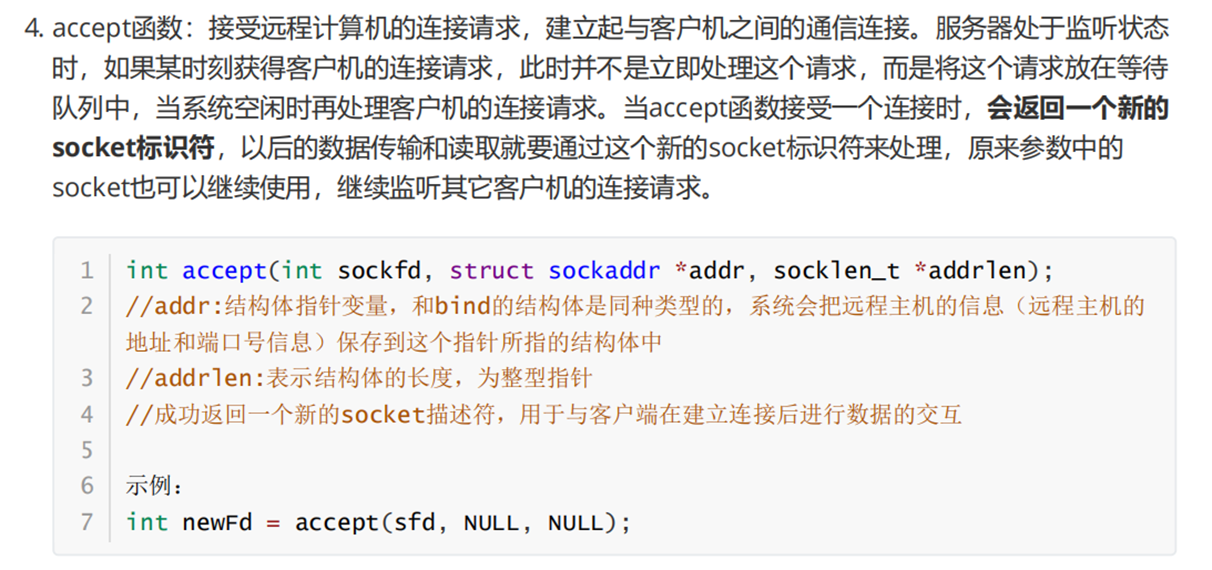 4. accept函数：接受远程计算机的连接请求，建立起与客户机之间的通信连接。服务器处于监听状态
时，如果某时刻获得客户机的连接请求，此时并不是立即处理这个请求，而是将这个请求放在等待
队列中，当系统空闲时再处理客户机的连接请求。当accept函数接受一个连接时，会返回一个新的
socket标识符，以后的数据传输和读取就要通过这个新的socket标识符来处理，原来参数中的
socket也可以继续使用，继续监听其它客户机的连接请求。
1 int accept(int sockfd, struct sockaddr *addr, socklen_t *addrlen);
2 //addr:结构体指针变量，和bind的结构体是同种类型的，系统会把远程主机的信息（远程主机的
地址和端口号信息）保存到这个指针所指的结构体中
3 //addrlen:表示结构体的长度，为整型指针
4 //成功返回一个新的socket描述符，用于与客户端在建立连接后进行数据的交互
5
6 示例：
7 int newFd = accept(sfd, NULL, NULL);